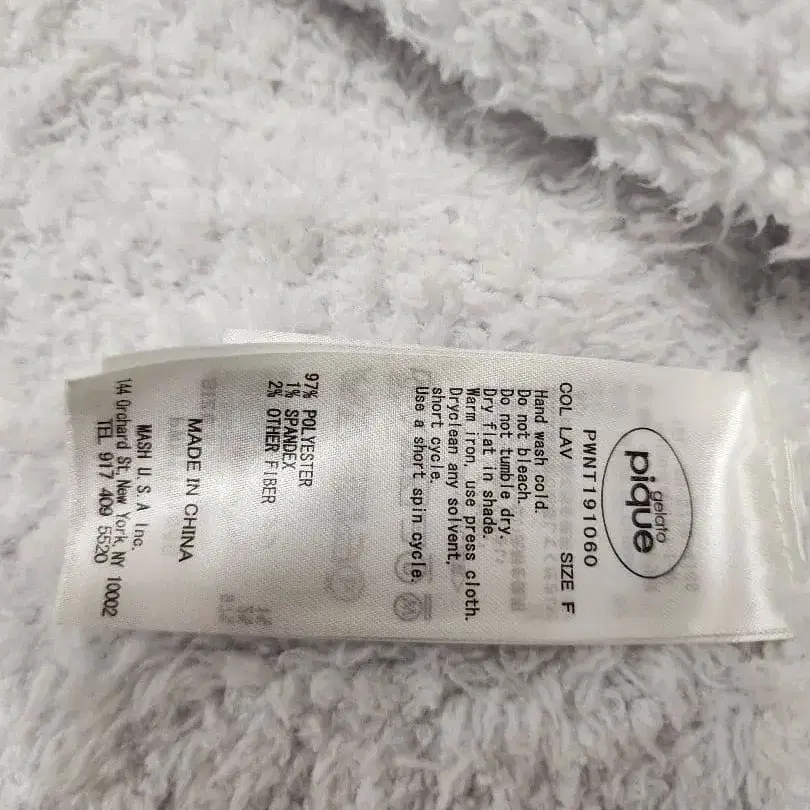 gelato
pique
PWNT191060
COL LAV SIZE F
Hand wash cold.
Do not bleach.
Do not tumble dry.
Dry flat in shade.
Warm iron, use press cloth.
Dryclean any solvent,
short cycle.
Use a short spin cycle.
97% POLYESTER
1% SPANDEX
2% OTHER FIBER
MADE IN CHINA
MASH U.S.A Inc.
144 Orchard St, New York, NY 10002
TEL 917 409 5520